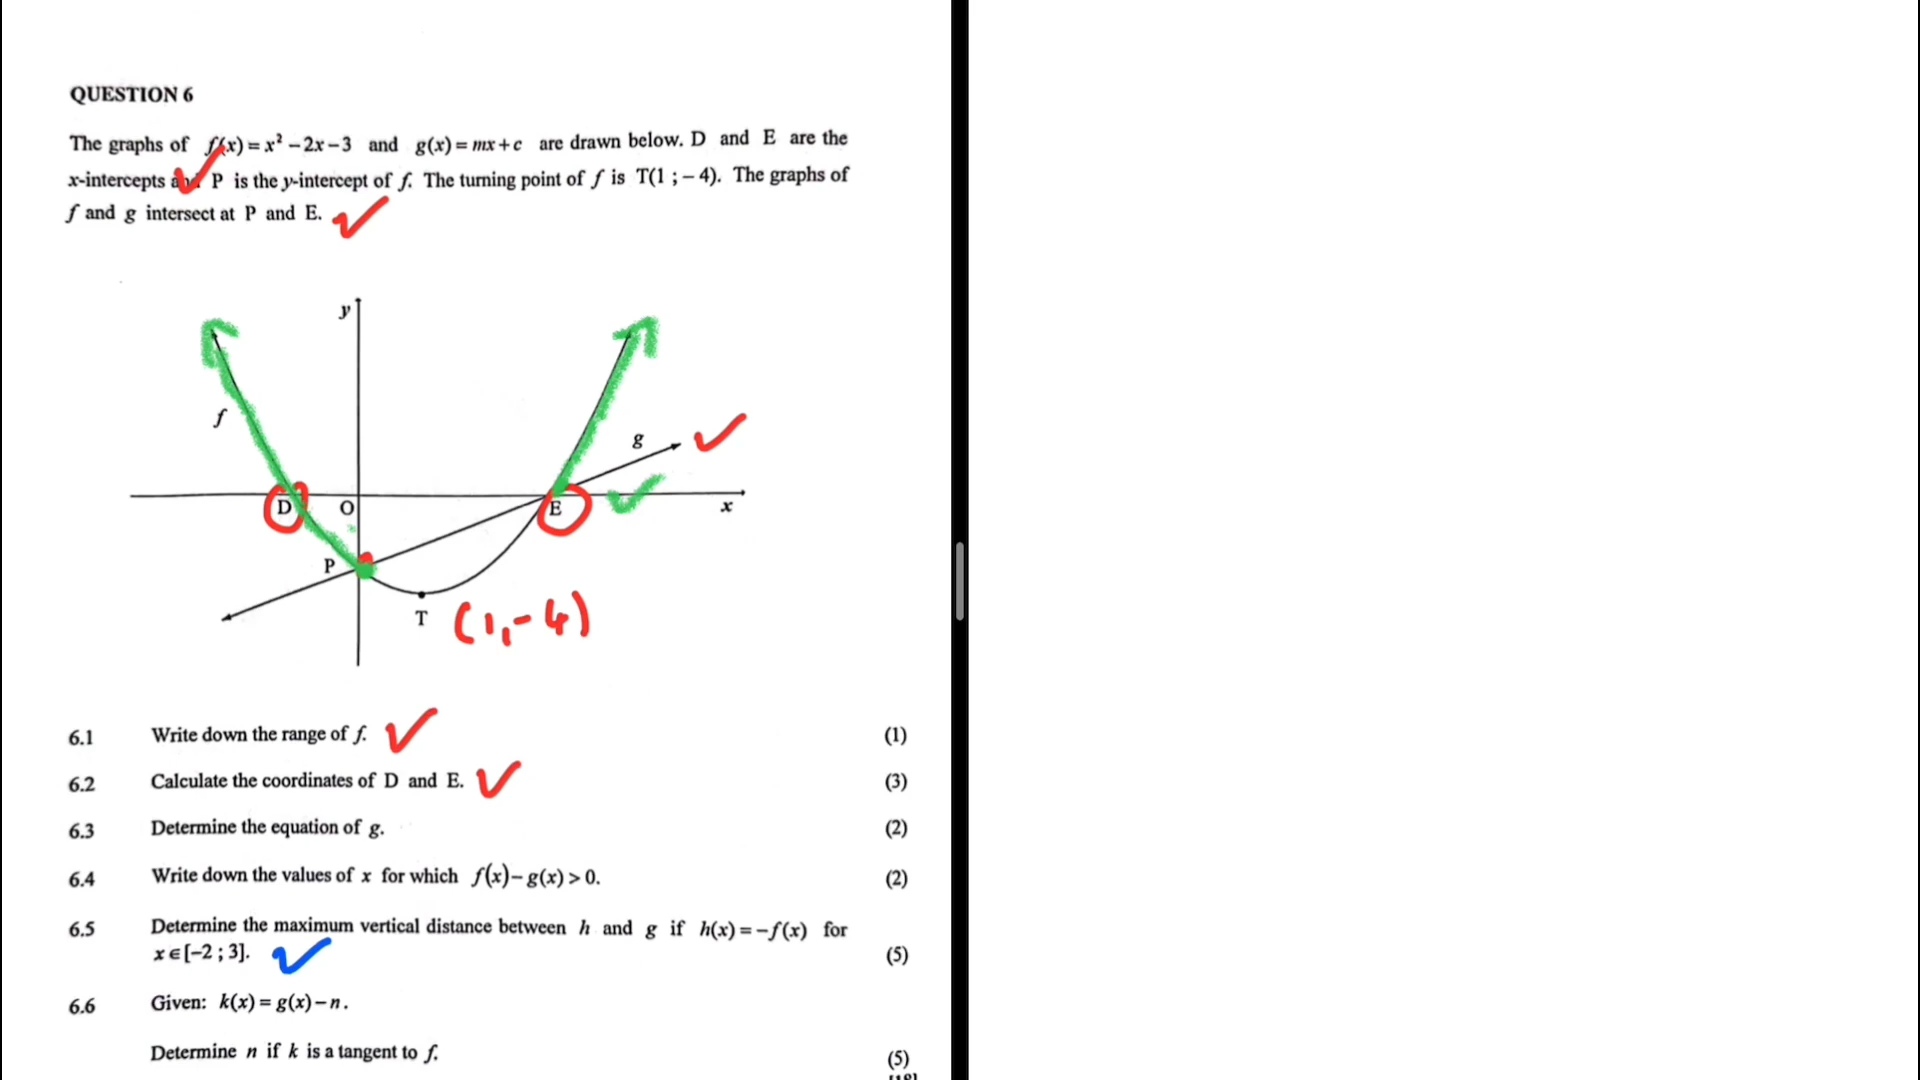 QUESTION 6
The graphs of f(x) = x² – 2x – 3 and g(x) = mx + c are drawn below. D and E are the
x-intercepts and P is the y-intercept of f. The turning point of f is T(1 ; – 4). The graphs of
f and g intersect at P and E.
y
f
g
D
O
E
x
P
T (1,-4)
6.1 Write down the range of f. (1)
6.2 Calculate the coordinates of D and E. (3)
6.3 Determine the equation of g. (2)
6.4 Write down the values of x for which f(x) – g(x) > 0. (2)
6.5 Determine the maximum vertical distance between h and g if h(x) = –f(x) for
x ∈ [–2 ; 3]. (5)
6.6 Given: k(x) = g(x) – n.
Determine n if k is a tangent to f. (5)